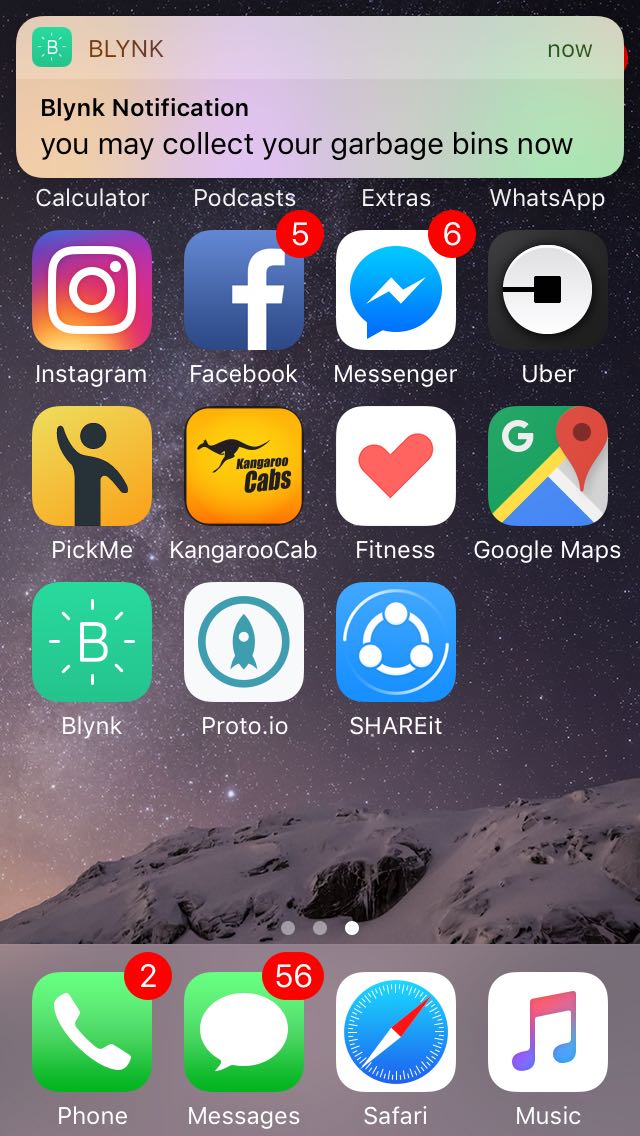 BLYNK now
Blynk Notification
you may collect your garbage bins now
Calculator Podcasts Extras WhatsApp
5 6
Instagram Facebook Messenger Uber
Kangaroo
Cabs
G
PickMe KangarooCab Fitness Google Maps
B
Blynk Proto.io SHAREit
2 56
Phone Messages Safari Music